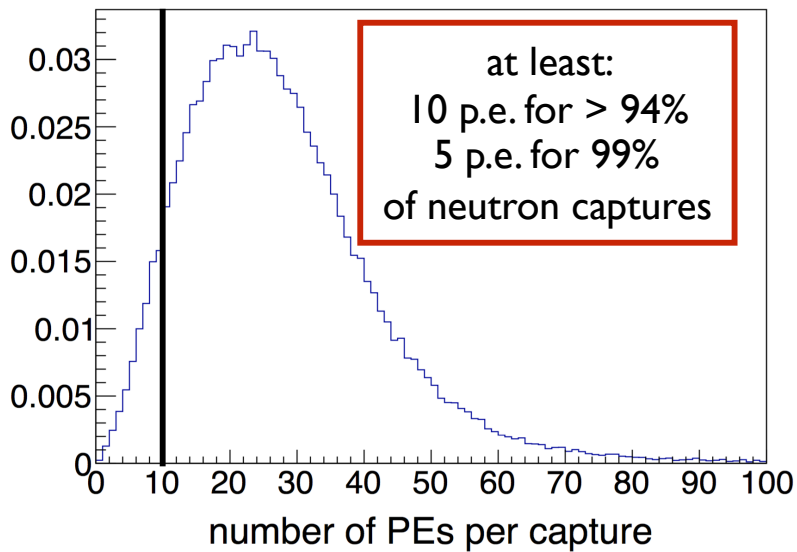 at least:
10 p.e. for > 94%
5 p.e. for 99%
of neutron captures
0.03
0.025
0.02
0.015
0.01
0.005
0
0 10 20 30 40 50 60 70 80 90 100
number of PEs per capture